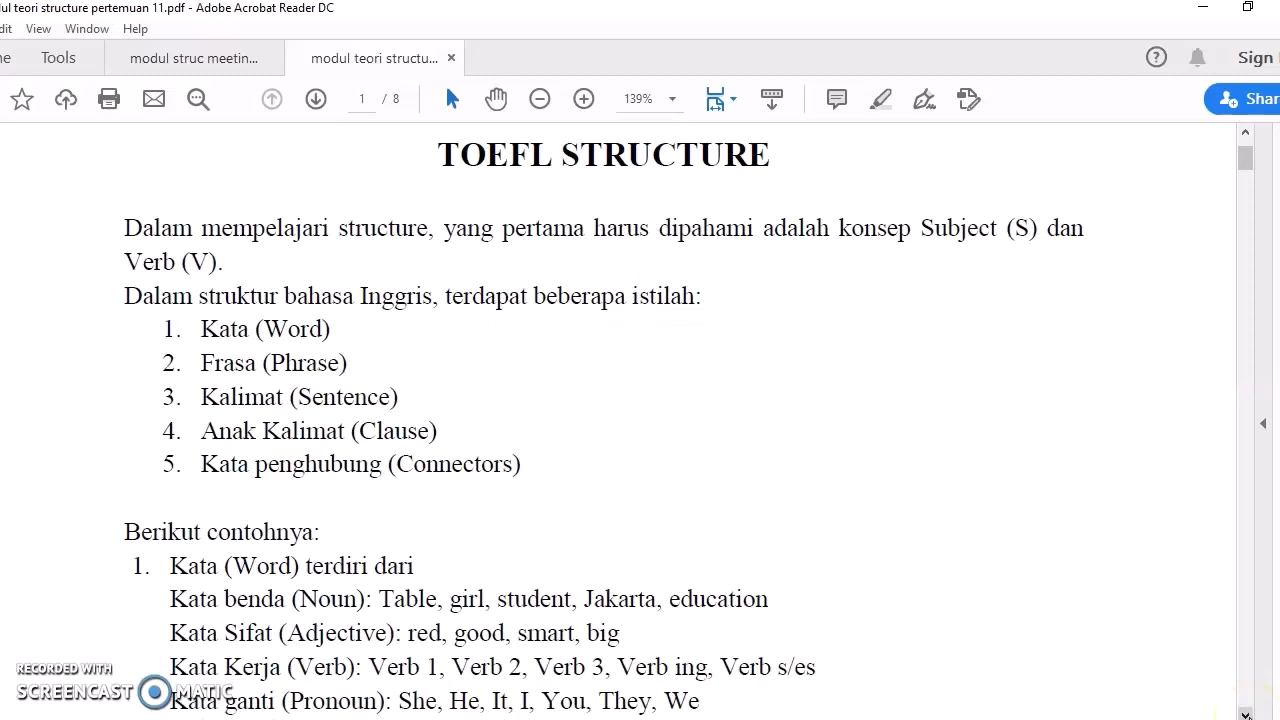 ul teori structure pertemuan 11.pdf - Adobe Acrobat Reader DC
dit View Window Help
Tools modul struc meetin... modul teori structu... × Sign
1 / 8 139% Shar
TOEFL STRUCTURE
Dalam mempelajari structure, yang pertama harus dipahami adalah konsep Subject (S) dan
Verb (V).
Dalam struktur bahasa Inggris, terdapat beberapa istilah:
1. Kata (Word)
2. Frasa (Phrase)
3. Kalimat (Sentence)
4. Anak Kalimat (Clause)
5. Kata penghubung (Connectors)
Berikut contohnya:
1. Kata (Word) terdiri dari
Kata benda (Noun): Table, girl, student, Jakarta, education
Kata Sifat (Adjective): red, good, smart, big
Kata Kerja (Verb): Verb 1, Verb 2, Verb 3, Verb ing, Verb s/es
Kata ganti (Pronoun): She, He, It, I, You, They, We
RECORDED WITH
SCREENCAST MATIC